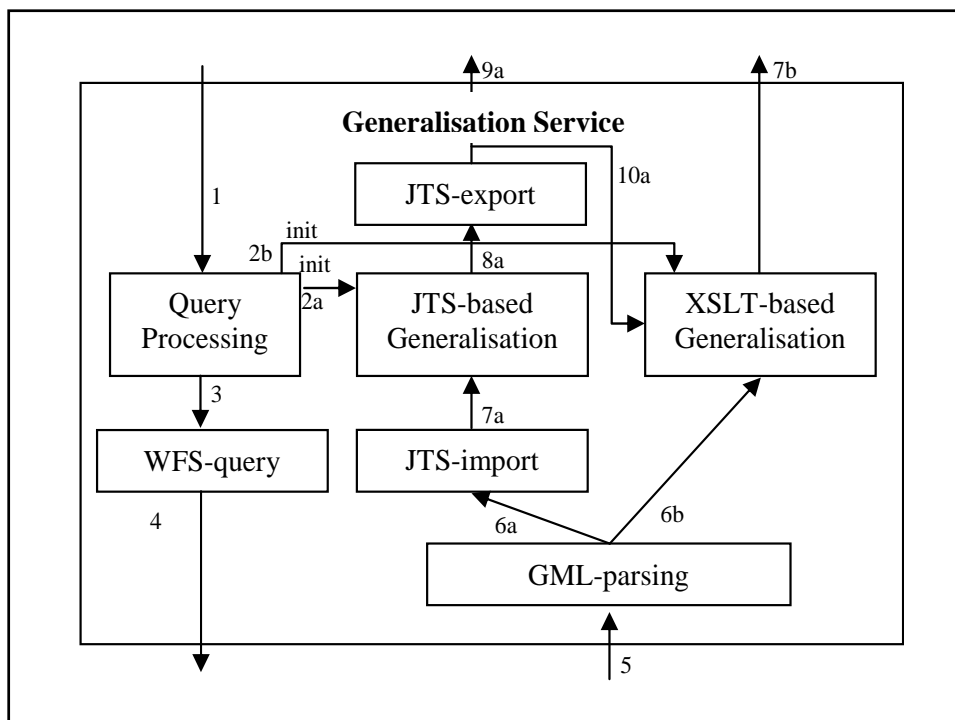 9a
7b
Generalisation Service
1
JTS-export
10a
init
2b
init
8a
2a
Query
Processing
JTS-based
Generalisation
XSLT-based
Generalisation
3
7a
WFS-query
JTS-import
4
6a
6b
GML-parsing
5